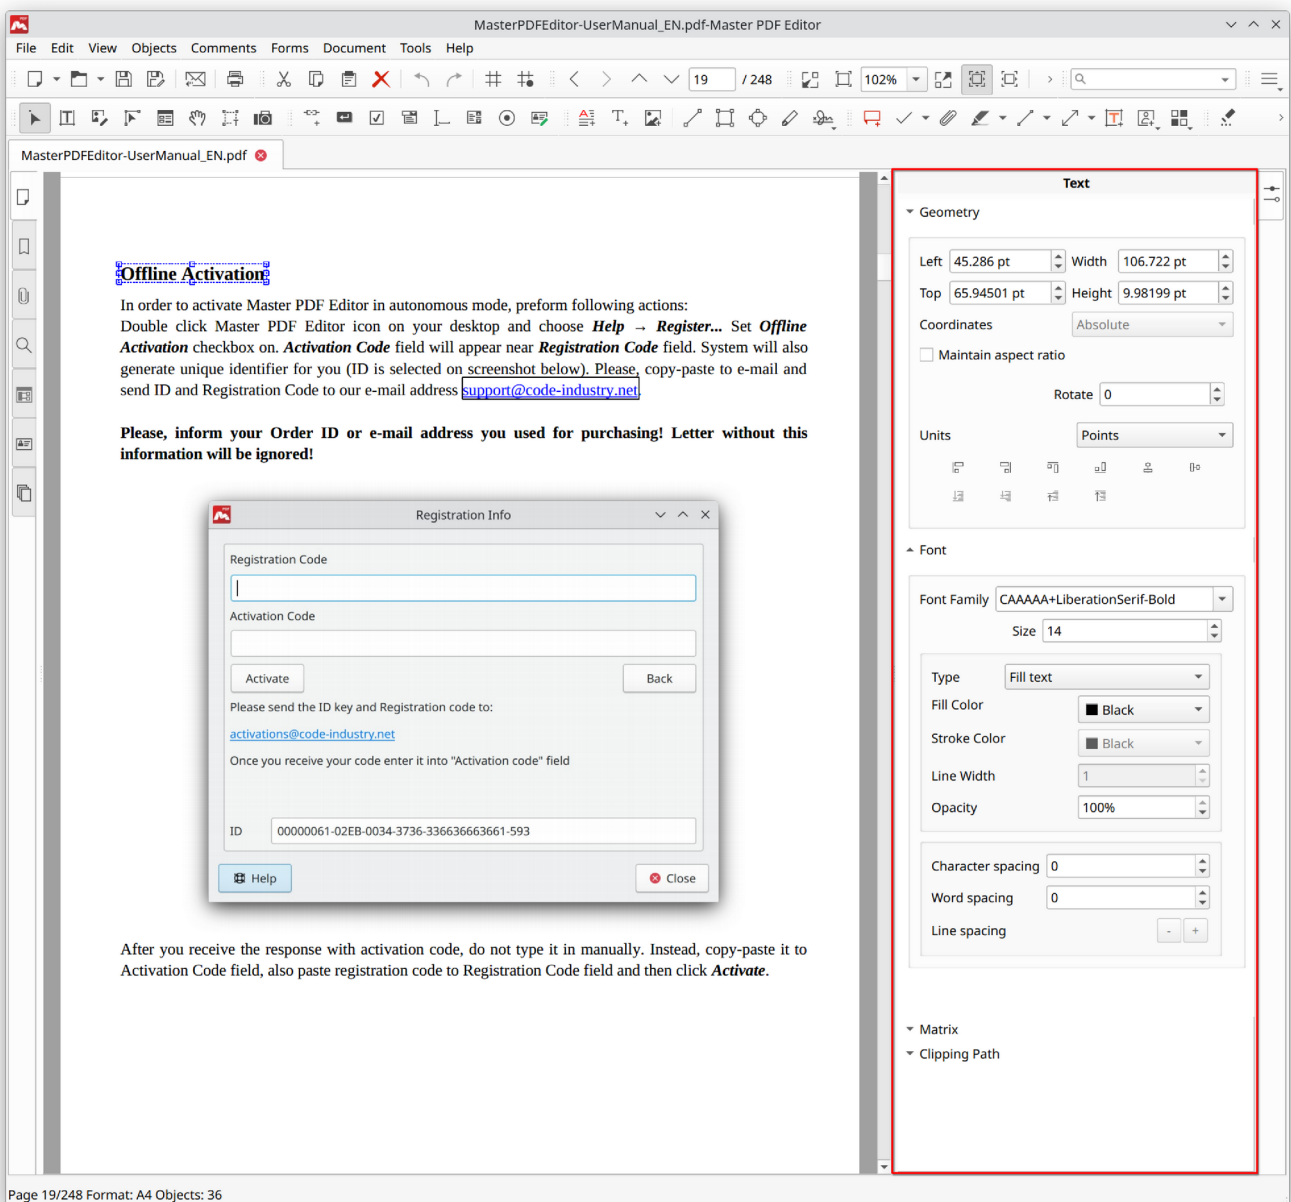 MasterPDFEditor-UserManual_EN.pdf-Master PDF Editor
File Edit View Objects Comments Forms Document Tools Help
19 / 248 102%
MasterPDFEditor-UserManual_EN.pdf
Offline Activation
In order to activate Master PDF Editor in autonomous mode, preform following actions:
Double click Master PDF Editor icon on your desktop and choose Help → Register... Set Offline
Activation checkbox on. Activation Code field will appear near Registration Code field. System will also
generate unique identifier for you (ID is selected on screenshot below). Please, copy-paste to e-mail and
send ID and Registration Code to our e-mail address support@code-industry.net.
Please, inform your Order ID or e-mail address you used for purchasing! Letter without this
information will be ignored!
Registration Info
Registration Code
Activation Code
Activate Back
Please send the ID key and Registration code to:
activations@code-industry.net
Once you receive your code enter it into "Activation code" field
ID 00000061-02EB-0034-3736-336636663661-593
Help Close
After you receive the response with activation code, do not type it in manually. Instead, copy-paste it to
Activation Code field, also paste registration code to Registration Code field and then click Activate.
Text
Geometry
Left 45.286 pt Width 106.722 pt
Top 65.94501 pt Height 9.98199 pt
Coordinates Absolute
Maintain aspect ratio
Rotate 0
Units Points
Font
Font Family CAAAAA+LiberationSerif-Bold
Size 14
Type Fill text
Fill Color Black
Stroke Color Black
Line Width 1
Opacity 100%
Character spacing 0
Word spacing 0
Line spacing - +
Matrix
Clipping Path
Page 19/248 Format: A4 Objects: 36